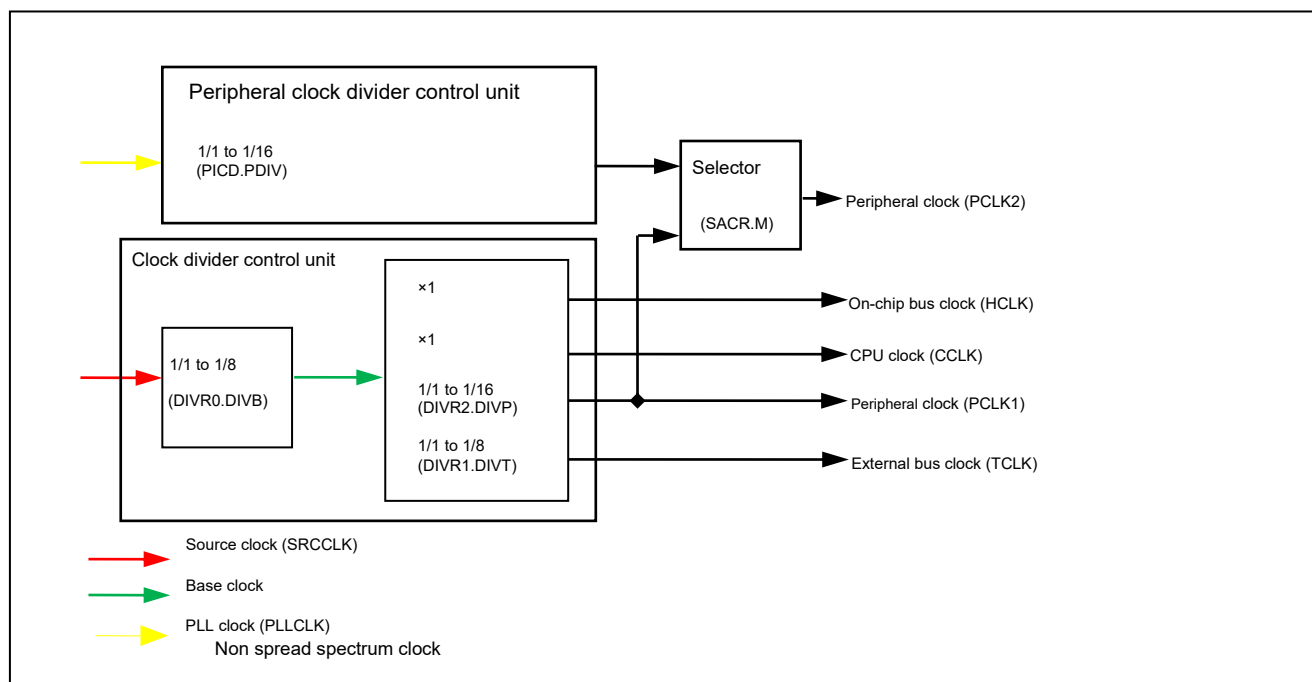 Peripheral clock divider control unit
1/1 to 1/16
(PICD.PDIV)
Selector
(SACR.M)
Peripheral clock (PCLK2)
Clock divider control unit
1/1 to 1/8
(DIVR0.DIVB)
×1
×1
1/1 to 1/16
(DIVR2.DIVP)
1/1 to 1/8
(DIVR1.DIVT)
On-chip bus clock (HCLK)
CPU clock (CCLK)
Peripheral clock (PCLK1)
External bus clock (TCLK)
Source clock (SRCCLK)
Base clock
PLL clock (PLLCLK)
Non spread spectrum clock